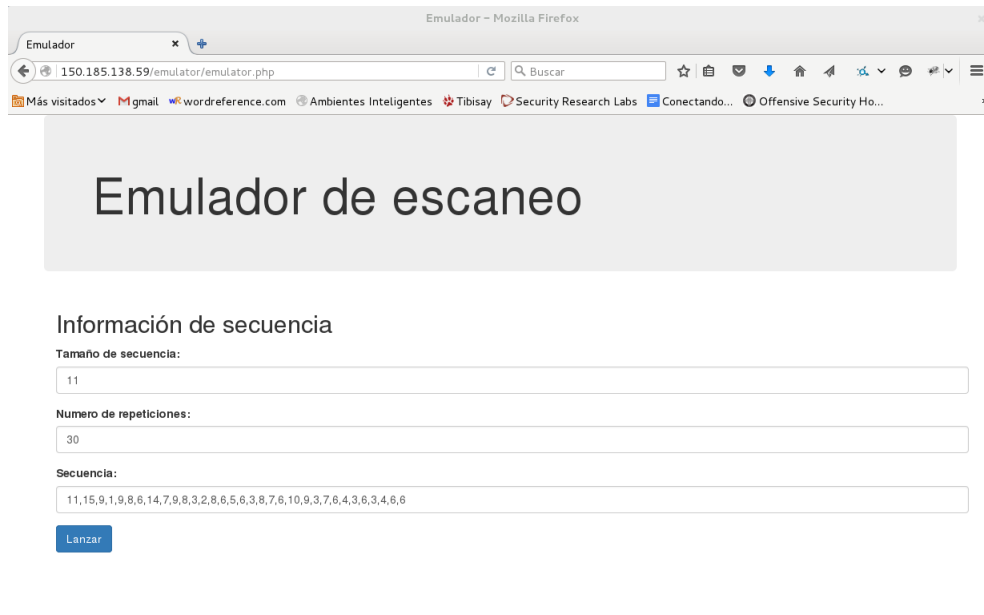 Emulador - Mozilla Firefox
Emulador
150.185.138.59/emulator/emulator.php
Buscar
Más visitados
gmail
wordreference.com
Ambientes Inteligentes
Tibisay
Security Research Labs
Conectando...
Offensive Security Ho...
Emulador de escaneo
Información de secuencia
Tamaño de secuencia:
11
Numero de repeticiones:
30
Secuencia:
11,15,9,1,9,8,6,14,7,9,8,3,2,8,6,5,6,3,8,7,6,10,9,3,7,6,4,3,6,3,4,6,6
Lanzar